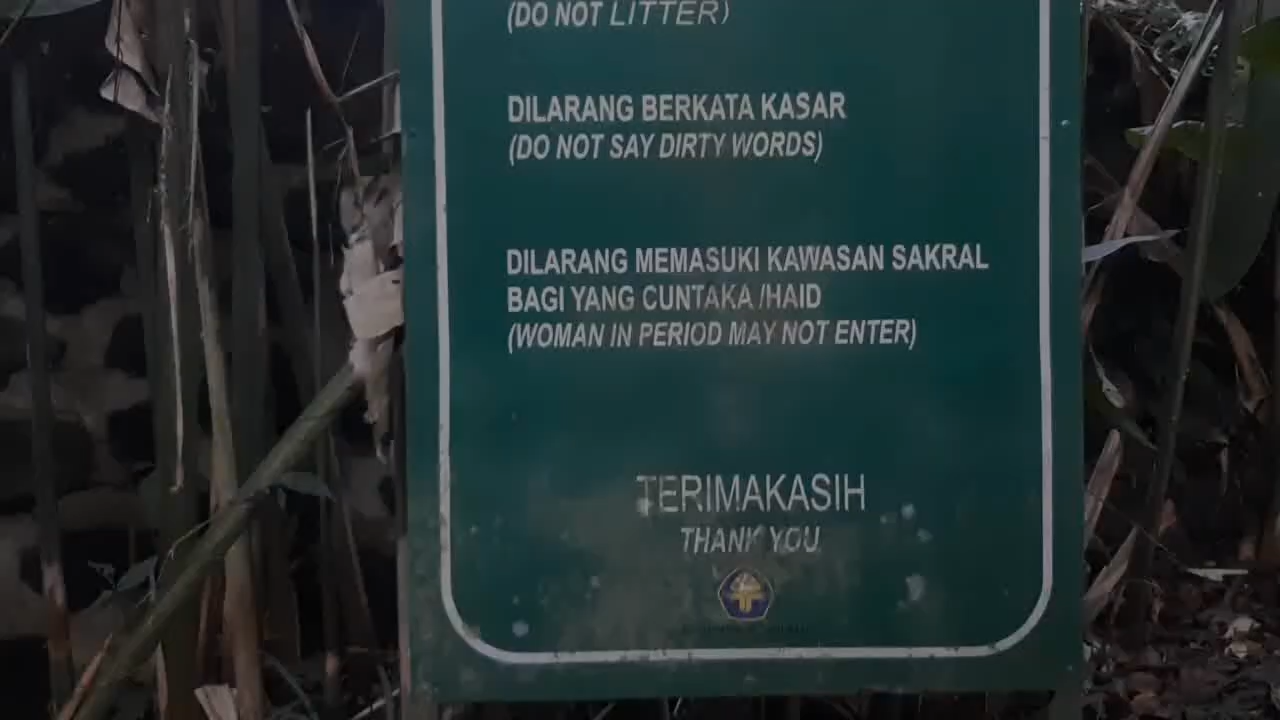 (DO NOT LITTER)
DILARANG BERKATA KASAR
(DO NOT SAY DIRTY WORDS)
DILARANG MEMASUKI KAWASAN SAKRAL
BAGI YANG CUNTAKA /HAID
(WOMAN IN PERIOD MAY NOT ENTER)
TERIMAKASIH
THANK YOU